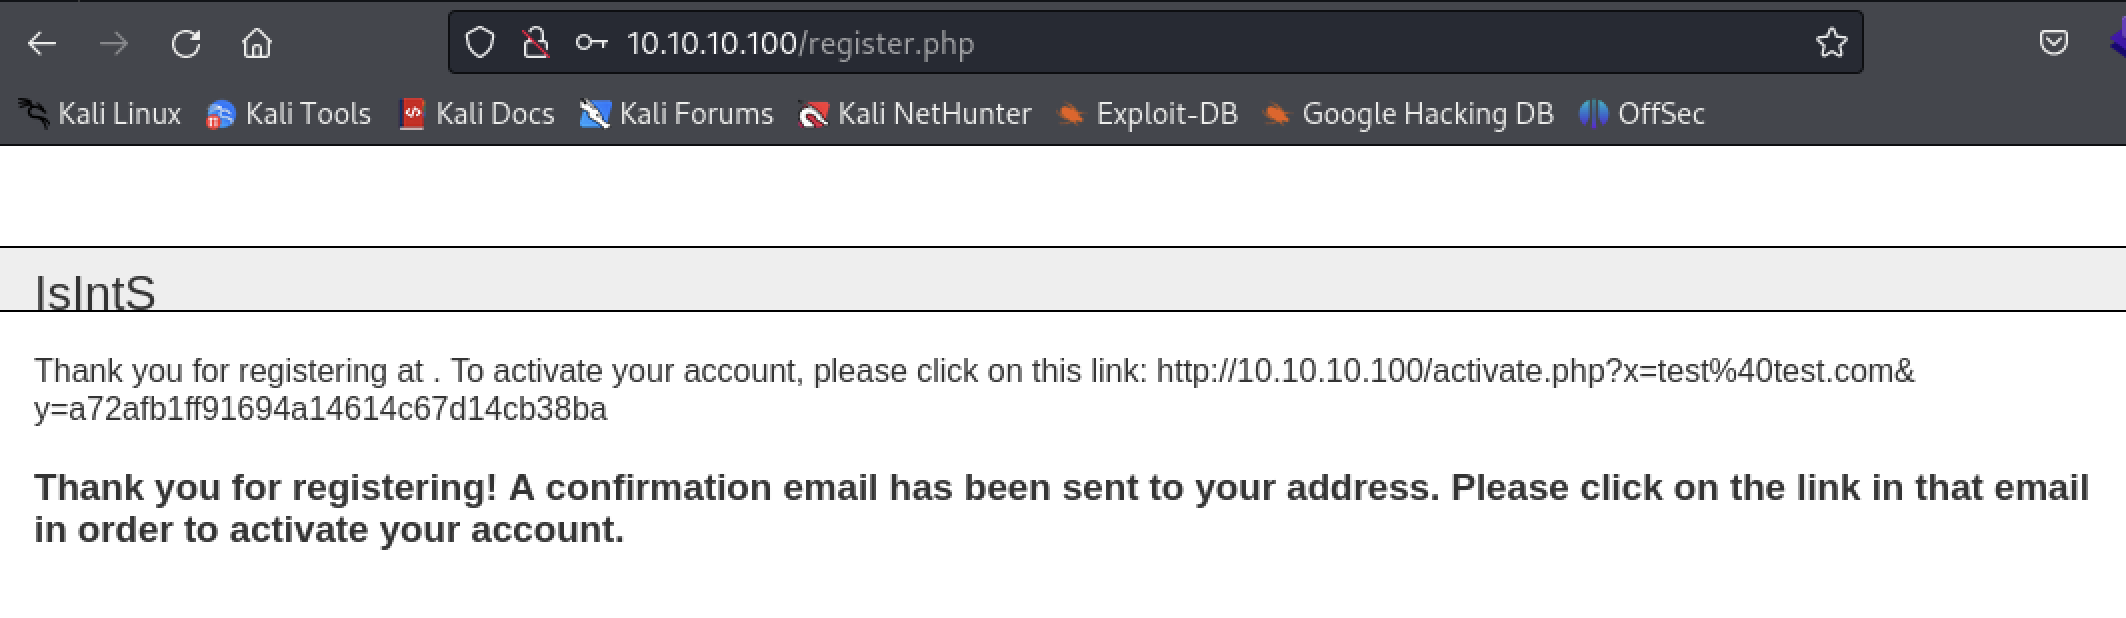 10.10.10.100/register.php
Kali Linux Kali Tools Kali Docs Kali Forums Kali NetHunter Exploit-DB Google Hacking DB OffSec
IsIntS
Thank you for registering at . To activate your account, please click on this link: http://10.10.10.100/activate.php?x=test%40test.com&
y=a72afb1ff91694a14614c67d14cb38ba
Thank you for registering! A confirmation email has been sent to your address. Please click on the link in that email
in order to activate your account.